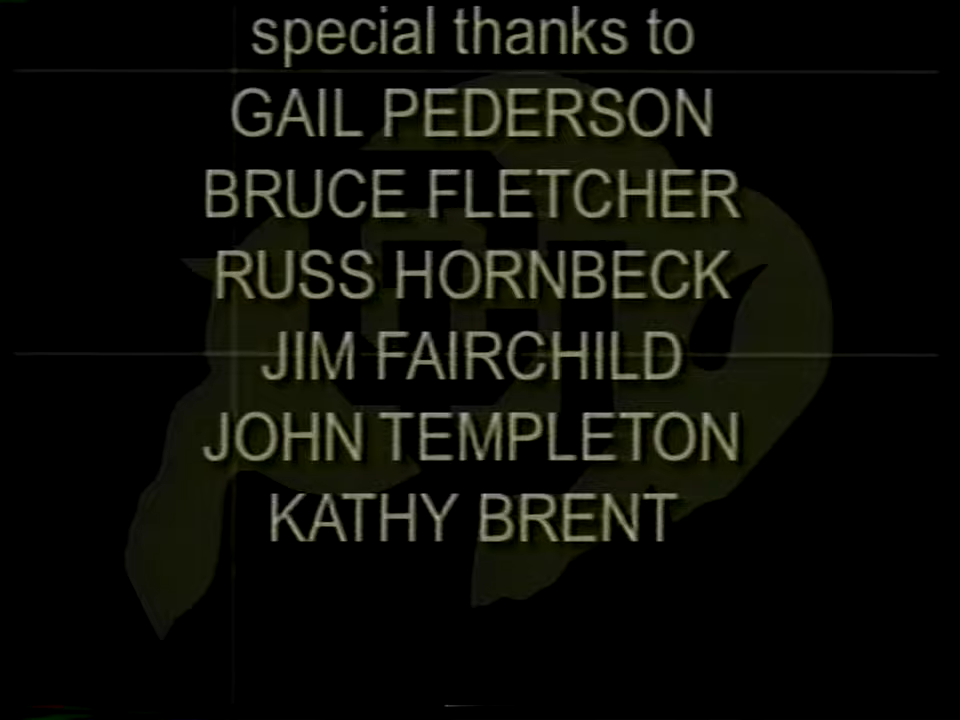 special thanks to
GAIL PEDERSON
BRUCE FLETCHER
RUSS HORNBECK
JIM FAIRCHILD
JOHN TEMPLETON
KATHY BRENT